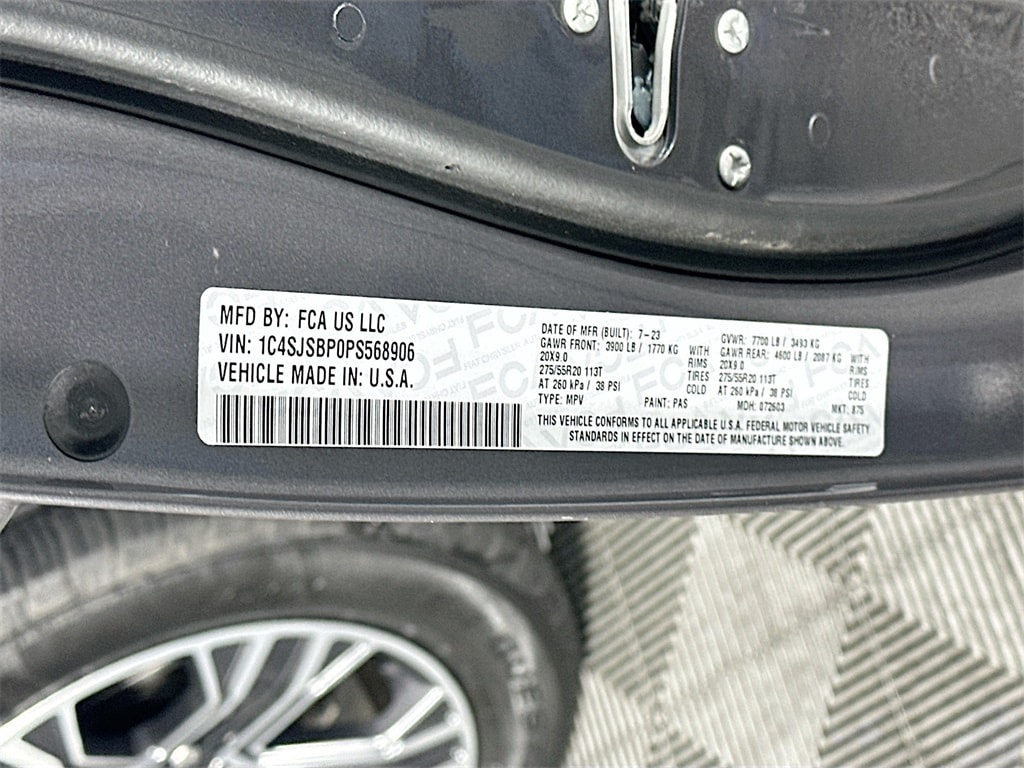 MFD BY: FCA US LLC
VIN: 1C4SJSBP0PS568906
VEHICLE MADE IN: U.S.A.
DATE OF MFR (BUILT): 7-23
GVWR: 7700 LB / 3493 KG
GAWR FRONT: 3900 LB / 1770 KG WITH
20X9.0 RIMS
275/55R20 113T TIRES
AT 260 kPa / 38 PSI COLD
GAWR REAR: 4600 LB / 2087 KG WITH
20X9.0 RIMS
275/55R20 113T TIRES
AT 260 kPa / 38 PSI COLD
TYPE: MPV PAINT: PAS MDH: 072603 MKT: 875
THIS VEHICLE CONFORMS TO ALL APPLICABLE U.S.A. FEDERAL MOTOR VEHICLE SAFETY
STANDARDS IN EFFECT ON THE DATE OF MANUFACTURE SHOWN ABOVE.